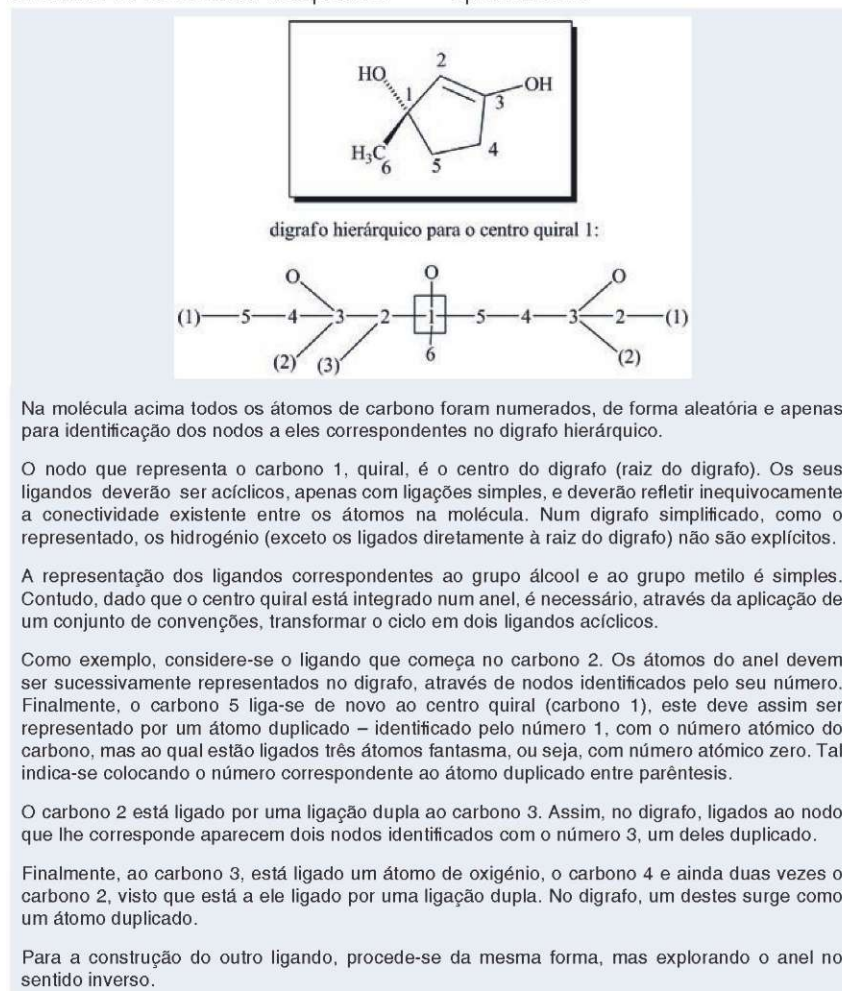 HO
2
1
OH
3
H₃C
6
5
4
digrafo hierárquico para o centro quiral 1:
O O O
(1) 5 4 3 2 1 5 4 3 2 (1)
(2) (3) 6 (2)
Na molécula acima todos os átomos de carbono foram numerados, de forma aleatória e apenas
para identificação dos nodos a eles correspondentes no digrafo hierárquico.
O nodo que representa o carbono 1, quiral, é o centro do digrafo (raiz do digrafo). Os seus
ligandos deverão ser acíclicos, apenas com ligações simples, e deverão refletir inequivocamente
a conectividade existente entre os átomos na molécula. Num digrafo simplificado, como o
representado, os hidrogénio (exceto os ligados diretamente à raiz do digrafo) não são explícitos.
A representação dos ligandos correspondentes ao grupo álcool e ao grupo metilo é simples.
Contudo, dado que o centro quiral está integrado num anel, é necessário, através da aplicação de
um conjunto de convenções, transformar o ciclo em dois ligandos acíclicos.
Como exemplo, considere-se o ligando que começa no carbono 2. Os átomos do anel devem
ser sucessivamente representados no digrafo, através de nodos identificados pelo seu número.
Finalmente, o carbono 5 liga-se de novo ao centro quiral (carbono 1), este deve assim ser
representado por um átomo duplicado – identificado pelo número 1, com o número atómico do
carbono, mas ao qual estão ligados três átomos fantasma, ou seja, com número atómico zero. Tal
indica-se colocando o número correspondente ao átomo duplicado entre parêntesis.
O carbono 2 está ligado por uma ligação dupla ao carbono 3. Assim, no digrafo, ligados ao nodo
que lhe corresponde aparecem dois nodos identificados com o número 3, um deles duplicado.
Finalmente, ao carbono 3, está ligado um átomo de oxigénio, o carbono 4 e ainda duas vezes o
carbono 2, visto que está a ele ligado por uma ligação dupla. No digrafo, um destes surge como
um átomo duplicado.
Para a construção do outro ligando, procede-se da mesma forma, mas explorando o anel no
sentido inverso.